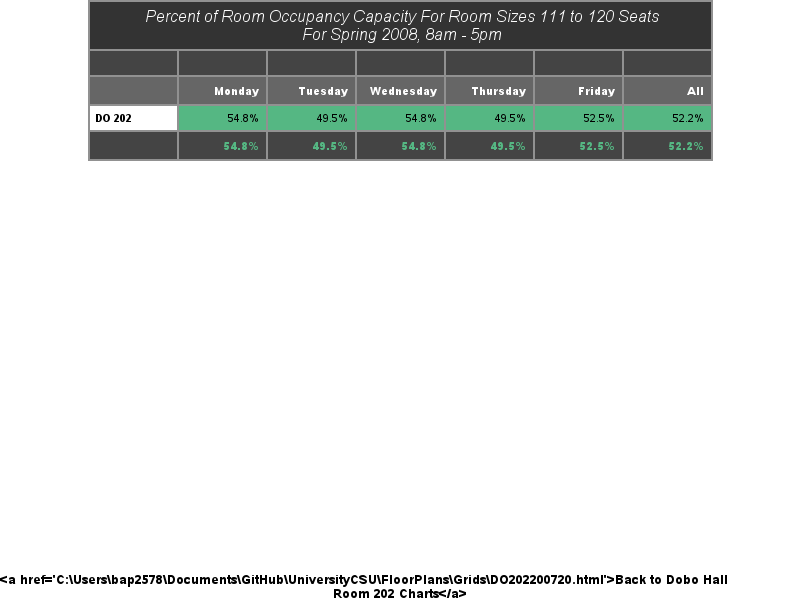 Percent of Room Occupancy Capacity For Room Sizes 111 to 120 Seats
For Spring 2008, 8am - 5pm
Monday Tuesday Wednesday Thursday Friday All
DO 202 54.8% 49.5% 54.8% 49.5% 52.5% 52.2%
54.8% 49.5% 54.8% 49.5% 52.5% 52.2%
<a href='C:\Users\bap2578\Documents\GitHub\UniversityCSU\FloorPlans\Grids\DO202200720.html'>Back to Dobo Hall
Room 202 Charts</a>